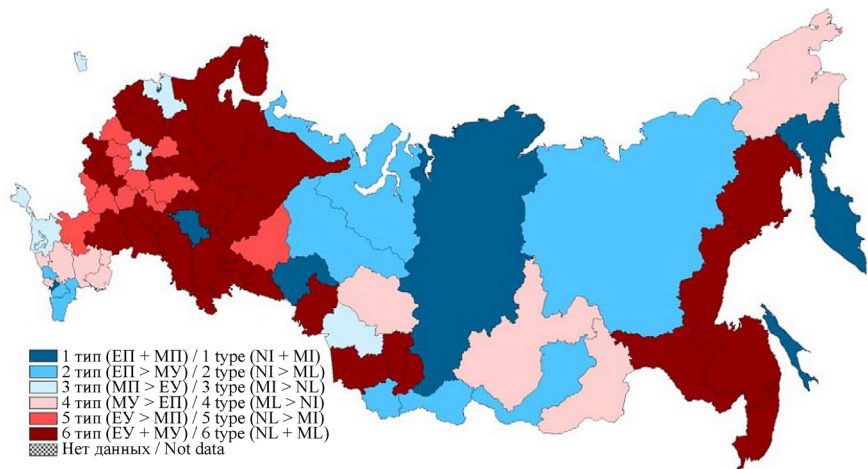 1 тип (ЕП + МП) / 1 type (NI + MI)
2 тип (ЕП > МУ) / 2 type (NI > ML)
3 тип (МП > ЕУ) / 3 type (MI > NL)
4 тип (МУ > ЕП) / 4 type (ML > NI)
5 тип (ЕУ > МП) / 5 type (NL > MI)
6 тип (ЕУ + МУ) / 6 type (NL + ML)
Нет данных / Not data